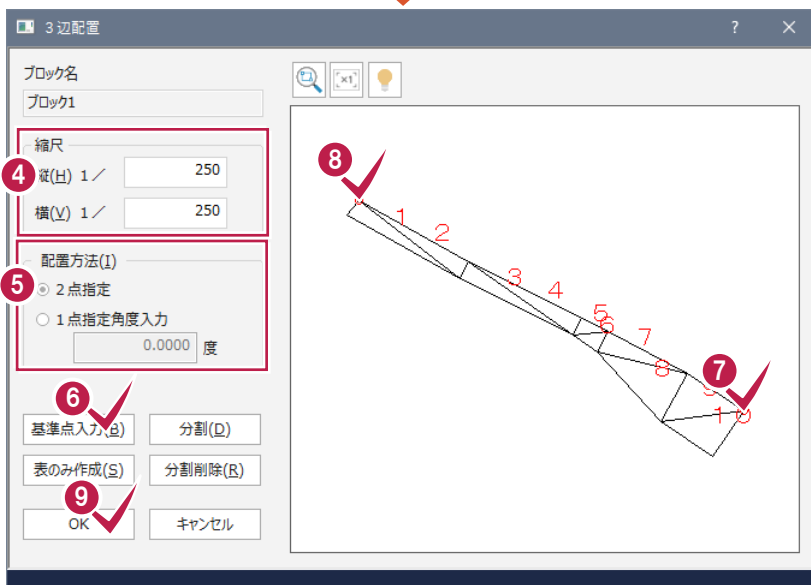 3辺配置
?
ブロック名
ブロック1
縮尺
4
縦(H) 1／ 250
横(V) 1／ 250
配置方法(I)
5
2点指定
1点指定角度入力
0.0000 度
6
基準点入力(B) 分割(D)
表のみ作成(S) 分割削除(R)
9
OK キャンセル
[×1]
8
1
2
3
4
5
6
7
8
7
9
10